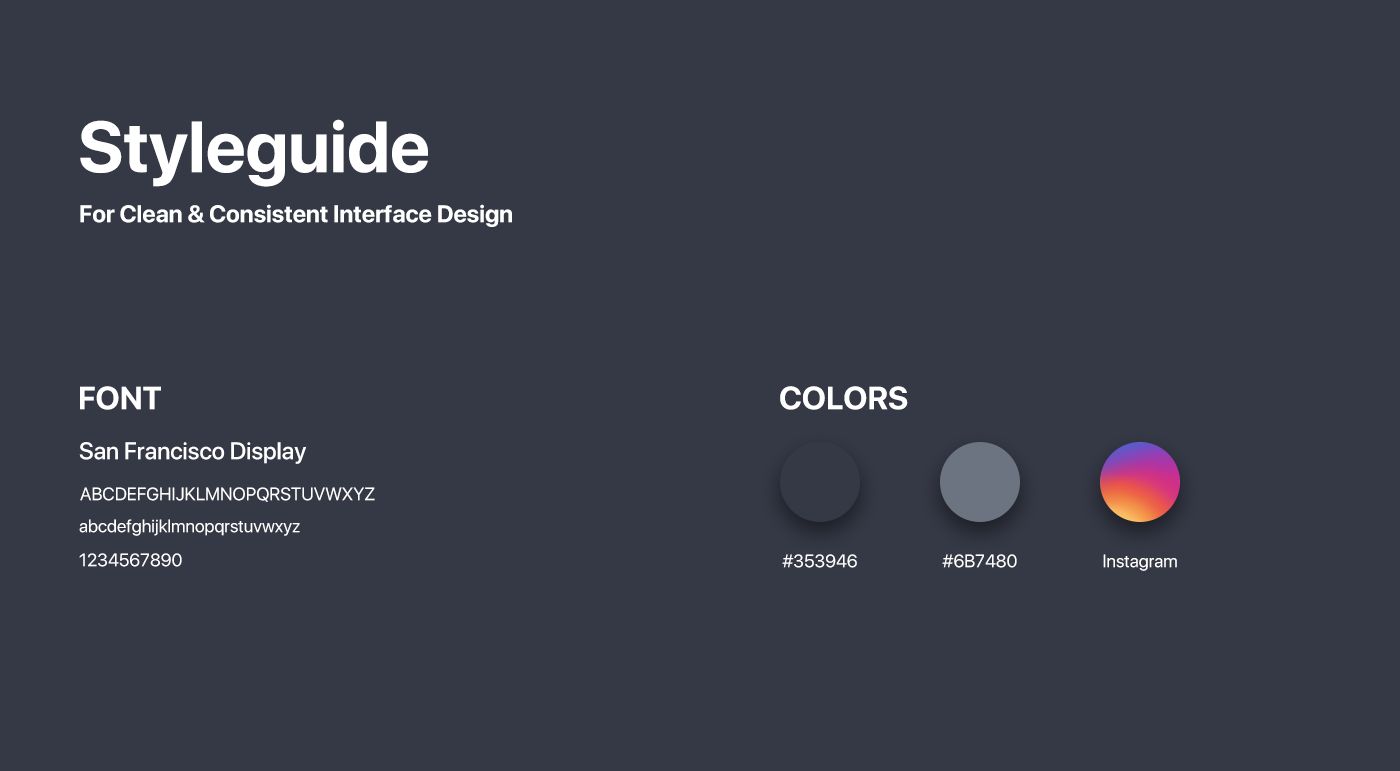 Styleguide
For Clean & Consistent Interface Design
FONT
San Francisco Display
ABCDEFGHIJKLMNOPQRSTUVWXYZ
abcdefghijklmnopqrstuvwxyz
1234567890
COLORS
#353946
#6B7480
Instagram